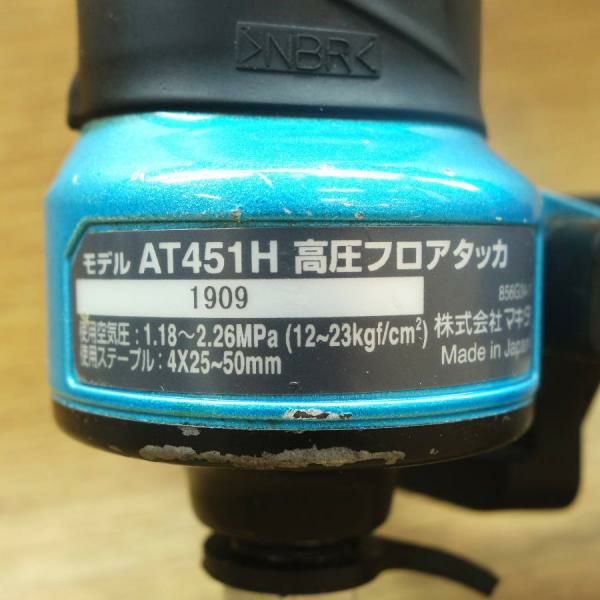 >NBR<
モデル AT451H 高圧フロアタッカ
1909
使用空気圧:1.18~2.26MPa (12~23kgf/cm²)
使用ステープル:4X25~50mm
株式会社 マキタ
Made in Japan